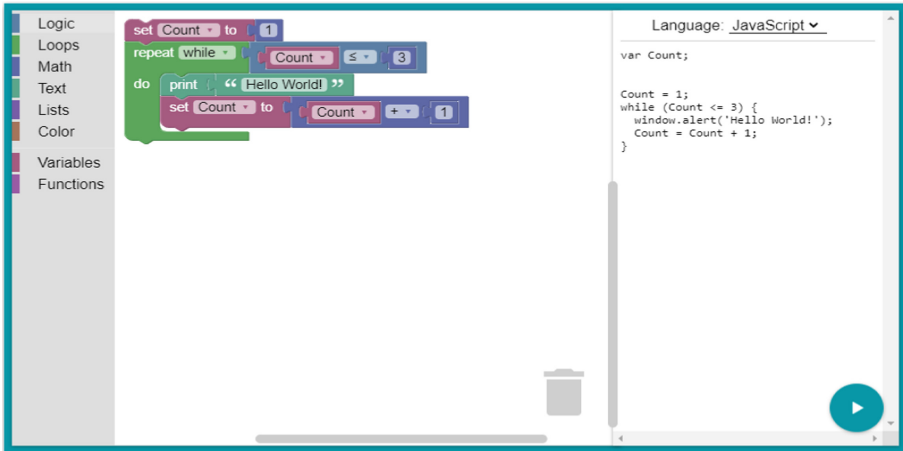 Logic
Loops
Math
Text
Lists
Color
Variables
Functions
set Count to 1
repeat while Count ≤ 3
do print “ Hello World! ”
set Count to Count + 1
Language: JavaScript
var Count;
Count = 1;
while (Count <= 3) {
  window.alert('Hello World!');
  Count = Count + 1;
}